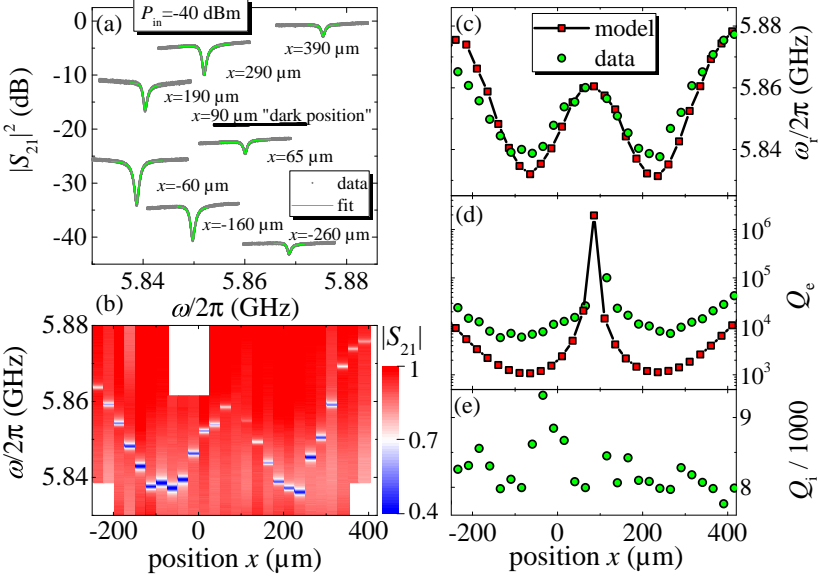 (a)
P_in=-40 dBm
x=390 µm
x=290 µm
x=190 µm
x=90 µm "dark position"
x=65 µm
x=-60 µm
x=-160 µm
x=-260 µm
data
fit
0
-10
-20
-30
-40
|S_21|^2 (dB)
5.84
5.86
5.88
ω/2π (GHz)
(b)
5.88
5.86
5.84
ω/2π (GHz)
|S_21|
1
0.7
0.4
-200
0
200
400
position x (µm)
(c)
model
data
5.88
5.86
5.84
ω_r/2π (GHz)
(d)
10^6
10^5
10^4
10^3
Q_e
(e)
9
8
Q_i / 1000
-200
0
200
400
position x (µm)